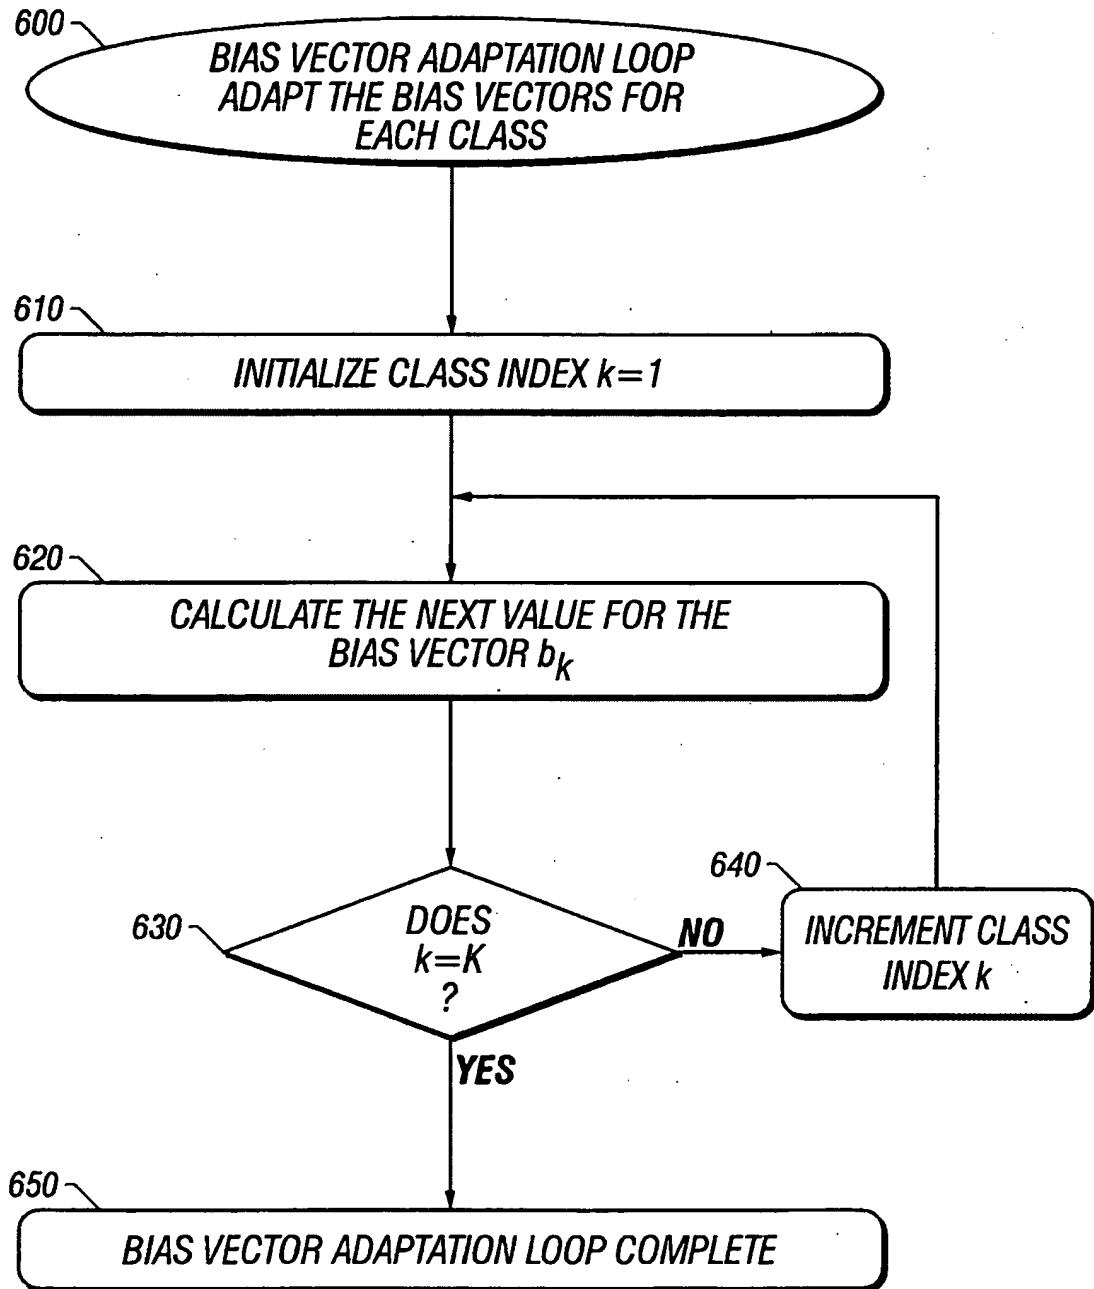 600
BIAS VECTOR ADAPTATION LOOP
ADAPT THE BIAS VECTORS FOR
EACH CLASS
610
INITIALIZE CLASS INDEX k=1
620
CALCULATE THE NEXT VALUE FOR THE
BIAS VECTOR bk
630
DOES
k=K
?
NO
640
INCREMENT CLASS
INDEX k
YES
650
BIAS VECTOR ADAPTATION LOOP COMPLETE